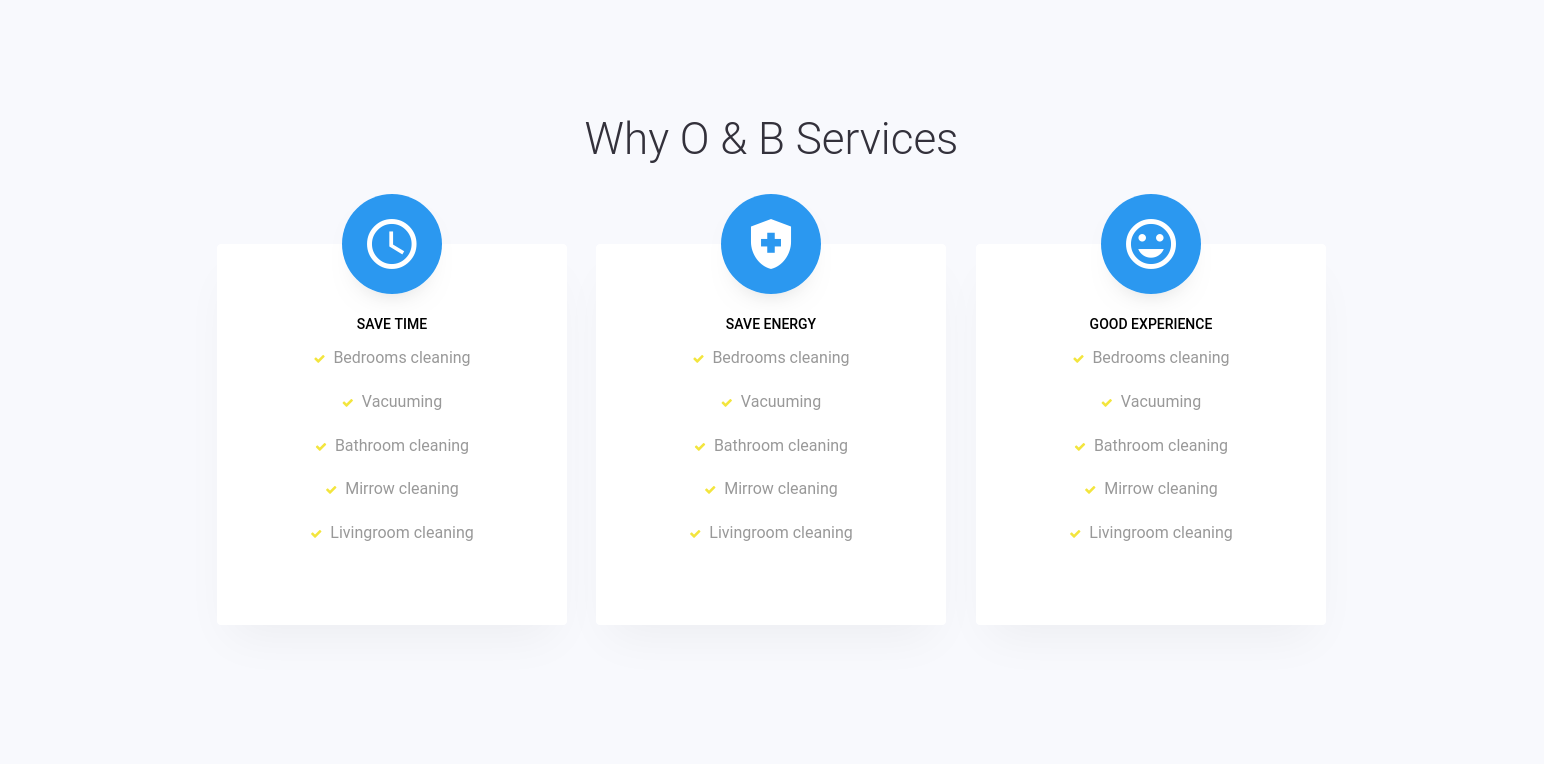 Why O & B Services
SAVE TIME
Bedrooms cleaning
Vacuuming
Bathroom cleaning
Mirrow cleaning
Livingroom cleaning
SAVE ENERGY
Bedrooms cleaning
Vacuuming
Bathroom cleaning
Mirrow cleaning
Livingroom cleaning
GOOD EXPERIENCE
Bedrooms cleaning
Vacuuming
Bathroom cleaning
Mirrow cleaning
Livingroom cleaning